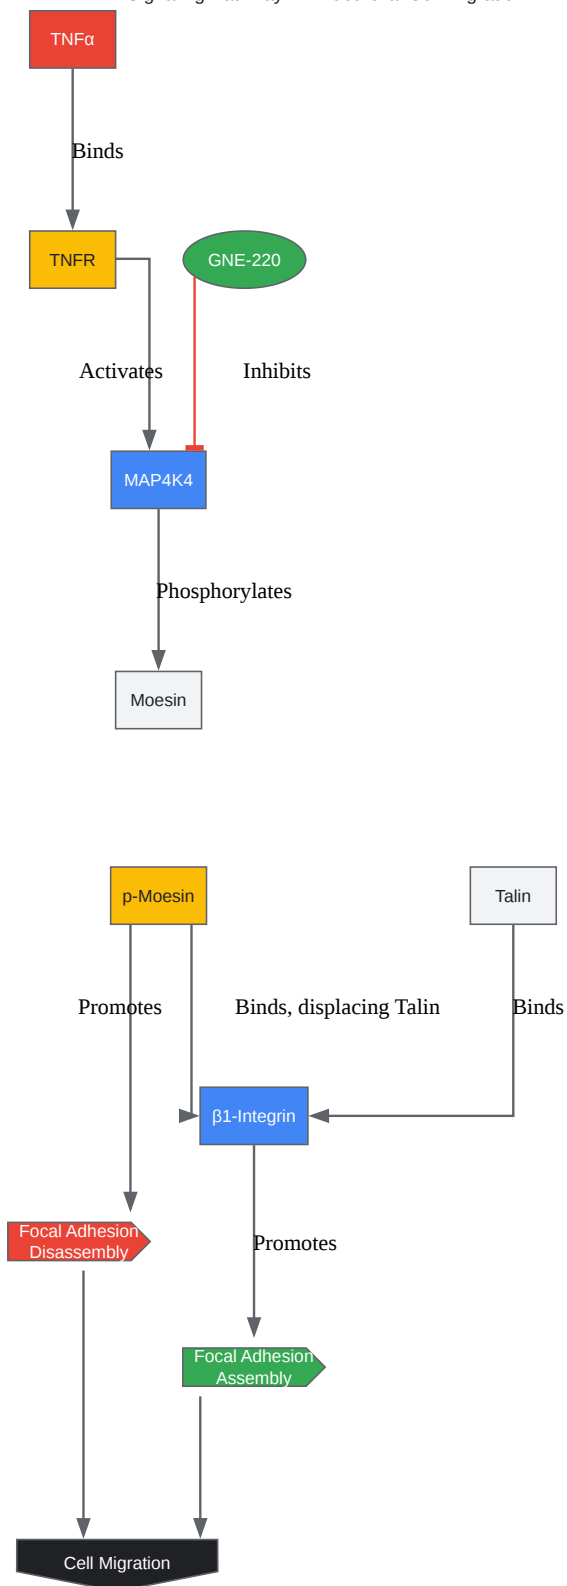 TNFα
Binds
TNFR
GNE-220
Activates
Inhibits
MAP4K4
Phosphorylates
Moesin
p-Moesin
Talin
Promotes
Binds, displacing Talin
Binds
β1-Integrin
Focal Adhesion
Disassembly
Promotes
Focal Adhesion
Assembly
Cell Migration